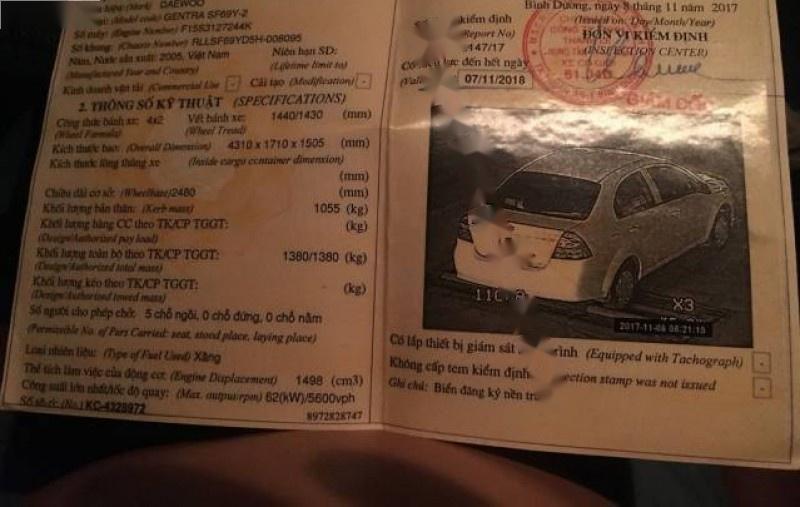 (Mark) DAEWOO
(Model code) GENTRA SF69Y-2
Số máy: (Engine Number) F15S3127244K
Số khung: (Chassis Number) RLLSF69YD5H-008095
Năm, Nước sản xuất: 2005, Việt Nam Niên hạn SD:
(Manufactured Year and Country) (Lifetime limit to)
Kinh doanh vận tải (Commercial Use) - Cải tạo (Modification) -
2. THÔNG SỐ KỸ THUẬT (SPECIFICATIONS)
Công thức bánh xe: 4x2 Vết bánh xe: 1440/1430 (mm)
(Wheel Formula) (Wheel Tread)
Kích thước bao: (Overall Dimension) 4310 x 1710 x 1505 (mm)
Kích thước lòng thùng xe (Inside cargo container dimension)
(mm)
Chiều dài cơ sở: (Wheelbase) 2480 (mm)
Khối lượng bản thân: (Kerb mass) 1055 (kg)
Khối lượng hàng CC theo TK/CP TGGT: (kg)
(Design/Authorized pay load)
Khối lượng toàn bộ theo TK/CP TGGT: 1380/1380 (kg)
(Design/Authorized total mass)
Khối lượng kéo theo TK/CP TGGT: (kg)
(Design/Authorized towed mass)
Số người cho phép chở: 5 chỗ ngồi, 0 chỗ đứng, 0 chỗ nằm
(Permissible No. of Pers Carried: seat, stood place, laying place)
Loại nhiên liệu: (Type of Fuel Used) Xăng
Thể tích làm việc của động cơ: (Engine Displacement) 1498 (cm3)
Công suất lớn nhất/tốc độ quay: (Max. output/rpm) 62(kW)/5600vph
Số sê-ri: (No.) KC-4328972
8972828747
Bình Dương, ngày 8 tháng 11 năm 2017
kiểm định (Issued on: Day/Month/Year)
Report No) ĐƠN VỊ KIỂM ĐỊNH
447/17 (INSPECTION CENTER)
lực đến hết ngày
07/11/2018
61.04D
GIÁM ĐỐC
11C
X3
2017-11-08 08:21:15
Có lắp thiết bị giám sát trình (Equipped with Tachograph) -
Không cấp tem kiểm định stamp was not issued -
Ghi chú: Biển đăng ký nền